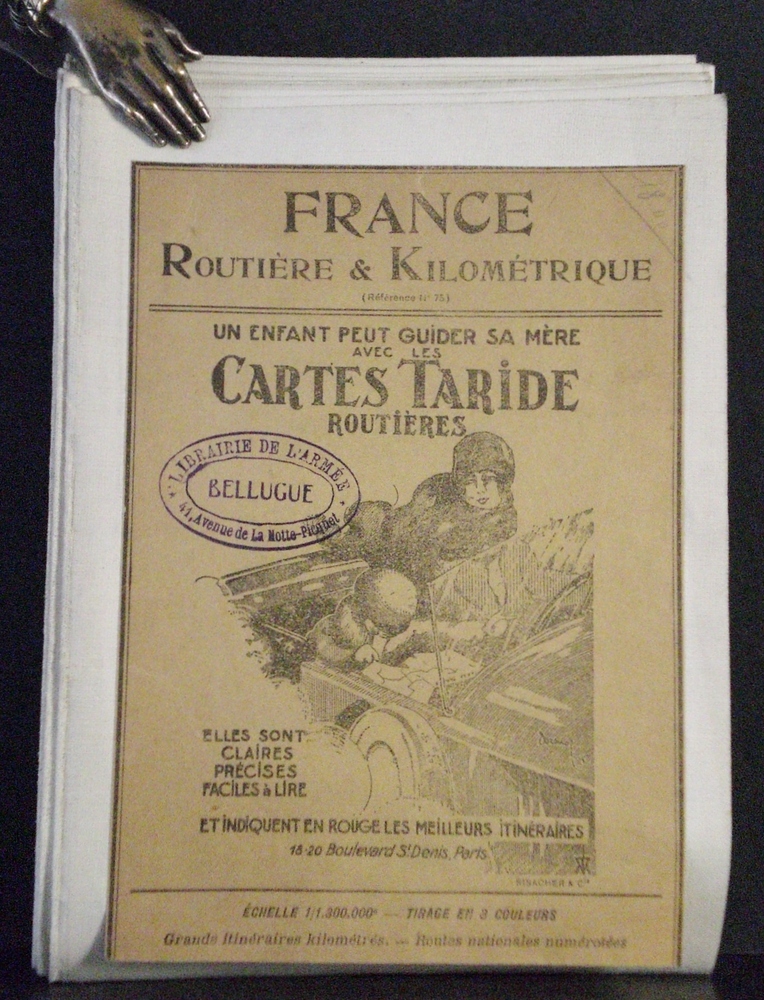 FRANCE
ROUTIÈRE & KILOMÉTRIQUE
(Référence N° 75)
UN ENFANT PEUT GUIDER SA MÈRE
AVEC LES
CARTES TARIDE
ROUTIÈRES
LIBRAIRIE DE L'ARMÉE
BELLUGUE
41, Avenue de La Motte-Picquet
ELLES SONT
CLAIRES
PRÉCISES
FACILES à LIRE
ET INDIQUENT EN ROUGE LES MEILLEURS ITINÉRAIRES
18-20 Boulevard St Denis, Paris
ÉCHELLE 1/1.300.000e — TIRAGE EN 3 COULEURS
Grands Itinéraires kilométrés. — Routes nationales numérotées